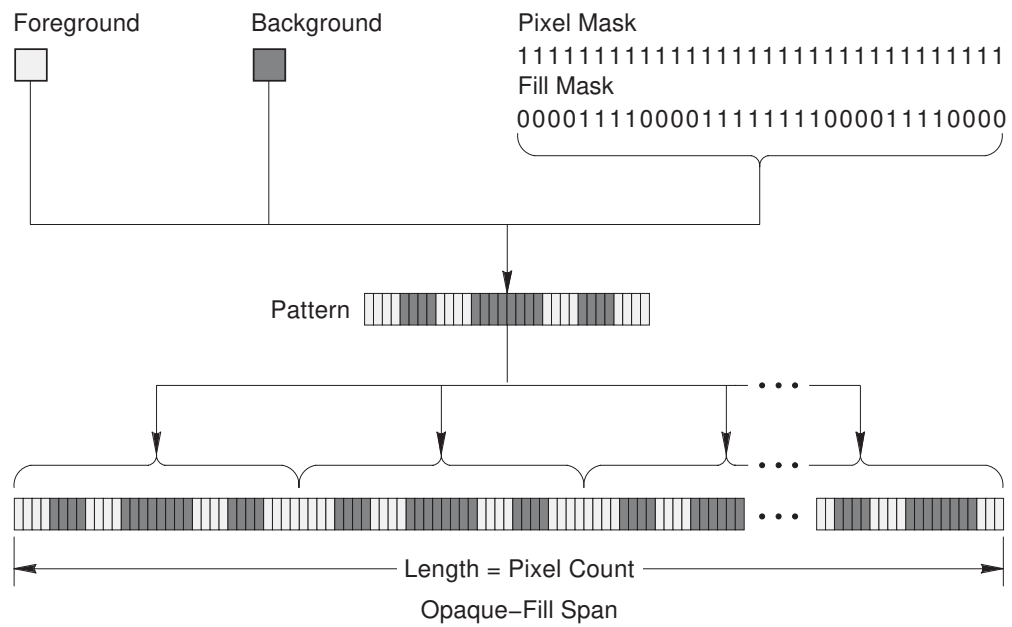 Foreground
Background
Pixel Mask
11111111111111111111111111111111
Fill Mask
00001111000011111111000011110000
Pattern
Length = Pixel Count
Opaque–Fill Span